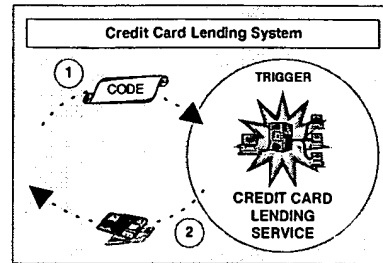 Credit Card Lending System
1
CODE
TRIGGER
CREDIT CARD
LENDING
SERVICE
2